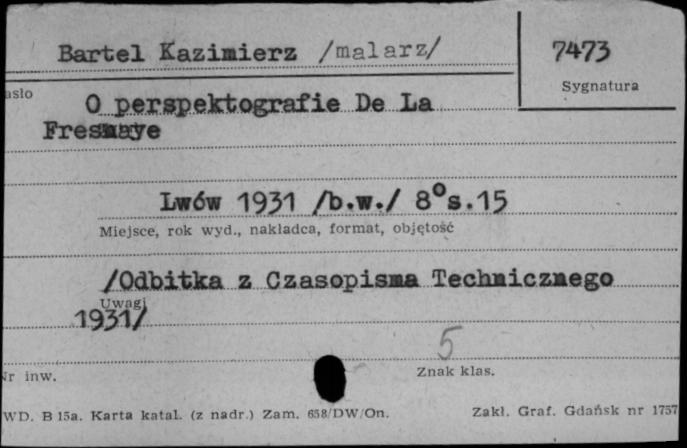 Bartel Kazimierz /malarz/ 7473
Sygnatura
asło
O perspektografie De La
Fresnaye
Lwów 1931 /b.w./ 8° s.15
Miejsce, rok wyd., nakładca, format, objętość
/Odbitka z Czasopisma Technicznego
Uwagi
1931/
5
Nr inw. Znak klas.
WD. B 15a. Karta katal. (z nadr.) Zam. 658/DW/On. Zakł. Graf. Gdańsk nr 1757